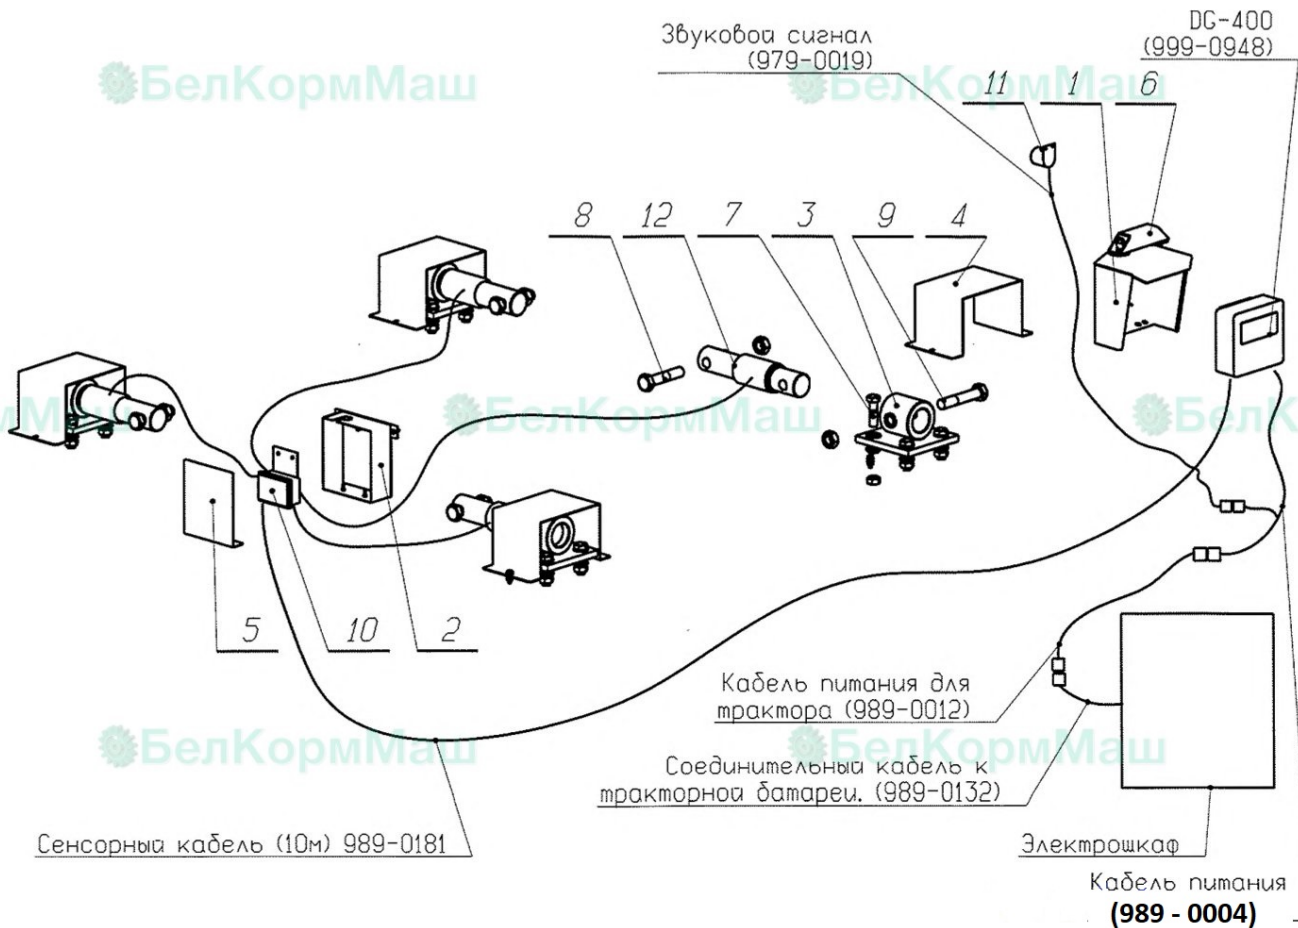 Звуковой сигнал
(979-0019)
DG-400
(999-0948)
БелКормМаш
БелКормМаш
11 1 6
8 12 7 3 9 4
мМаш
БелКормМаш
БелК
5 10 2
Кабель питания для
трактора (989-0012)
БелКормМаш
БелКормМаш
Соединительный кабель к
тракторной батареи. (989-0132)
Сенсорный кабель (10м) 989-0181
Электрошкаф
Кабель питания
(989 - 0004)